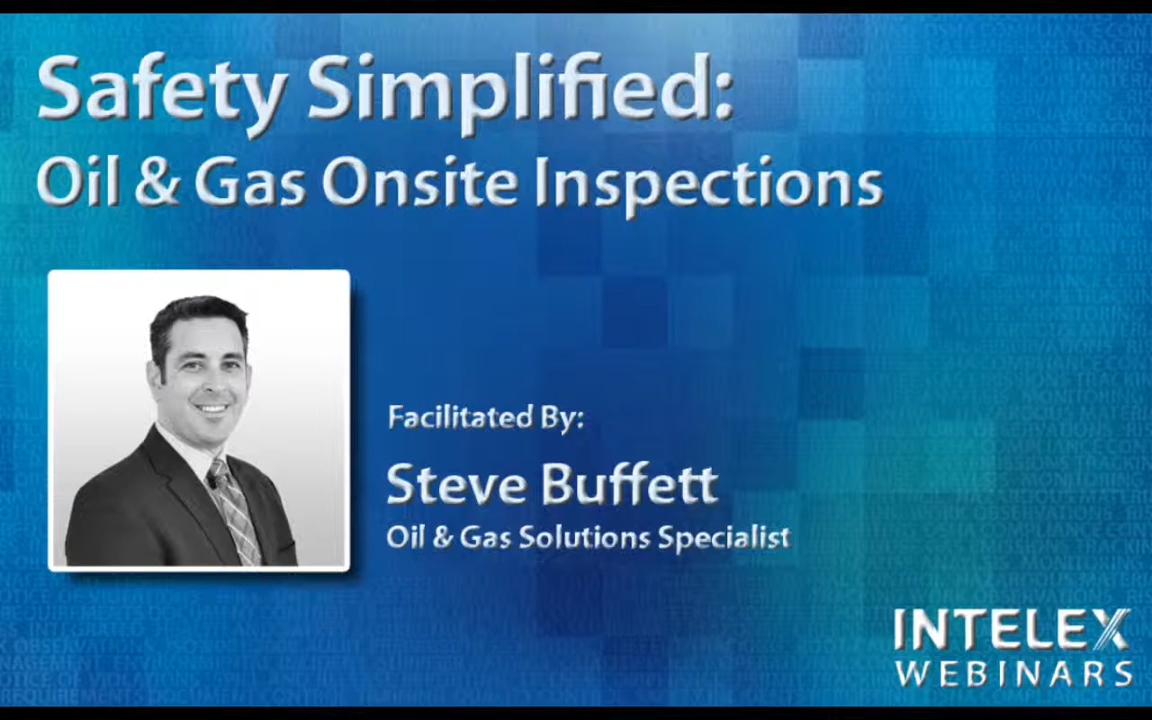 Safety Simplified:
Oil & Gas Onsite Inspections
Facilitated By:
Steve Buffett
Oil & Gas Solutions Specialist
INTELEX
WEBINARS